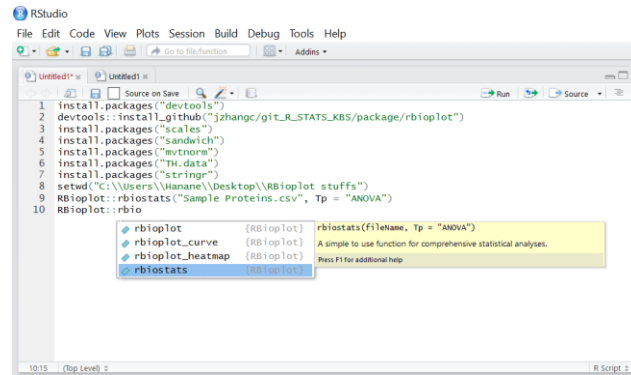 RStudio
File Edit Code View Plots Session Build Debug Tools Help
Go to file/function Addins
Untitled1* Untitled1
Source on Save Run Source
1 install.packages("devtools")
2 devtools::install_github("jzhangc/git_R_STATS_KBS/package/rbioplot")
3 install.packages("scales")
4 install.packages("sandwich")
5 install.packages("mvtnorm")
6 install.packages("TH.data")
7 install.packages("stringr")
8 setwd("C:\\Users\\Hanane\\Desktop\\RBioplot stuffs")
9 RBioplot::rbiostats("Sample Proteins.csv", Tp = "ANOVA")
10 RBioplot::rbio
rbioplot {RBioplot} rbiostats(fileName, Tp = "ANOVA")
rbioplot_curve {RBioplot} A simple to use function for comprehensive statistical analyses.
rbioplot_heatmap {RBioplot} Press F1 for additional help
rbiostats {RBioplot}
10:15 (Top Level) R Script